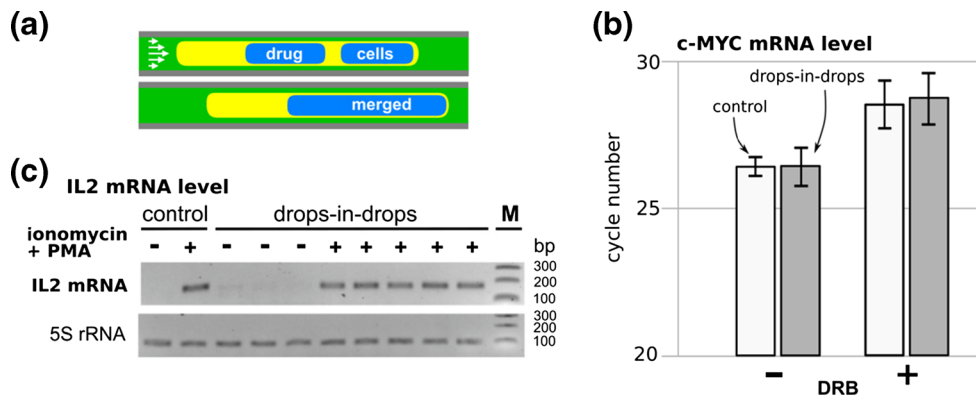 (a)
drug cells
merged
(b)
c-MYC mRNA level
30
drops-in-drops
control
cycle number
25
20
− +
DRB
(c) IL2 mRNA level
control drops-in-drops M
ionomycin
+ PMA - + - - - + + + + + bp
IL2 mRNA
300
200
100
5S rRNA
300
200
100